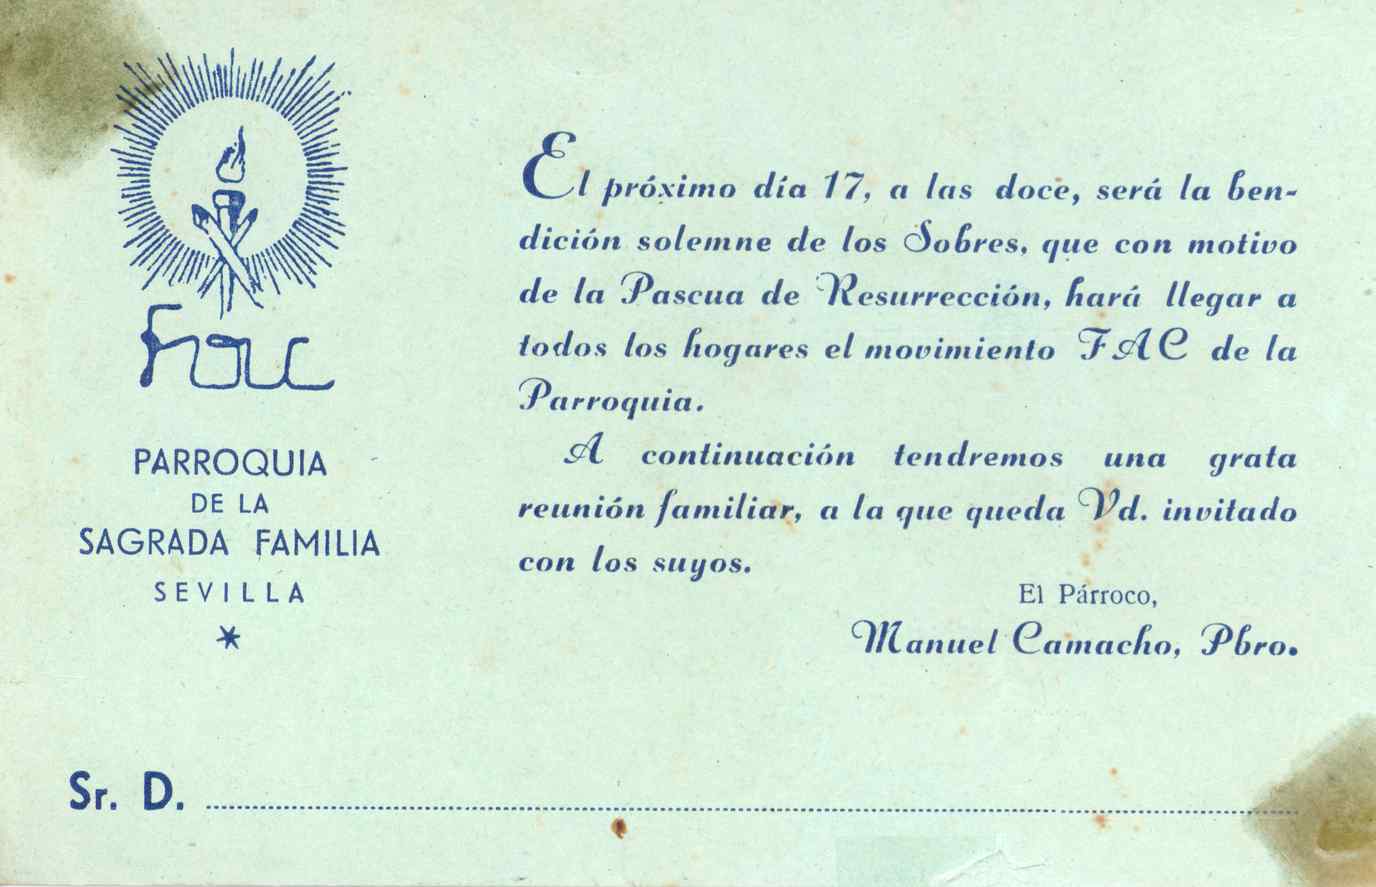 Fac
PARROQUIA
DE LA
SAGRADA FAMILIA
SEVILLA
El próximo día 17, a las doce, será la ben-
dición solemne de los Sobres, que con motivo
de la Pascua de Resurrección, hará llegar a
todos los hogares el movimiento FAC de la
Parroquia.
A continuación tendremos una grata
reunión familiar, a la que queda Vd. invitado
con los suyos.
El Párroco,
Manuel Camacho, Pbro.
Sr. D.